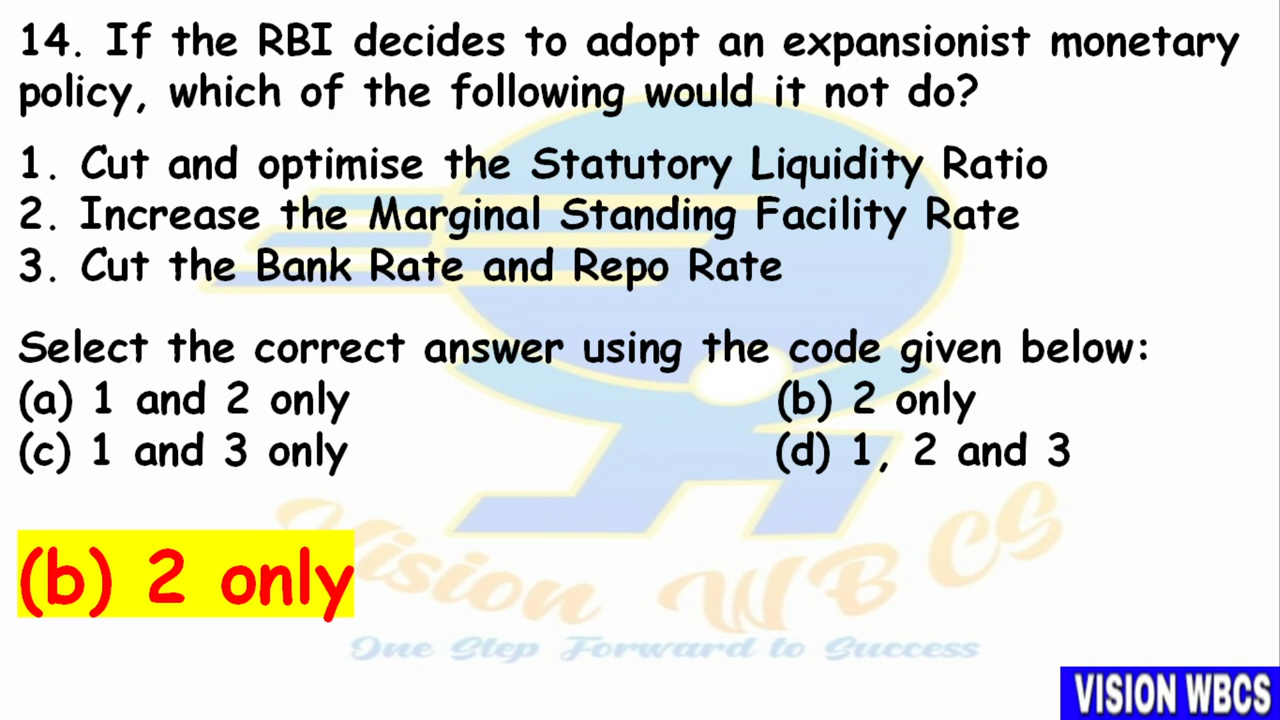 14. If the RBI decides to adopt an expansionist monetary
policy, which of the following would it not do?
1. Cut and optimise the Statutory Liquidity Ratio
2. Increase the Marginal Standing Facility Rate
3. Cut the Bank Rate and Repo Rate
Select the correct answer using the code given below:
(a) 1 and 2 only (b) 2 only
(c) 1 and 3 only (d) 1, 2 and 3
(b) 2 only
Vision WBCS
One Step Forward to Success
VISION WBCS